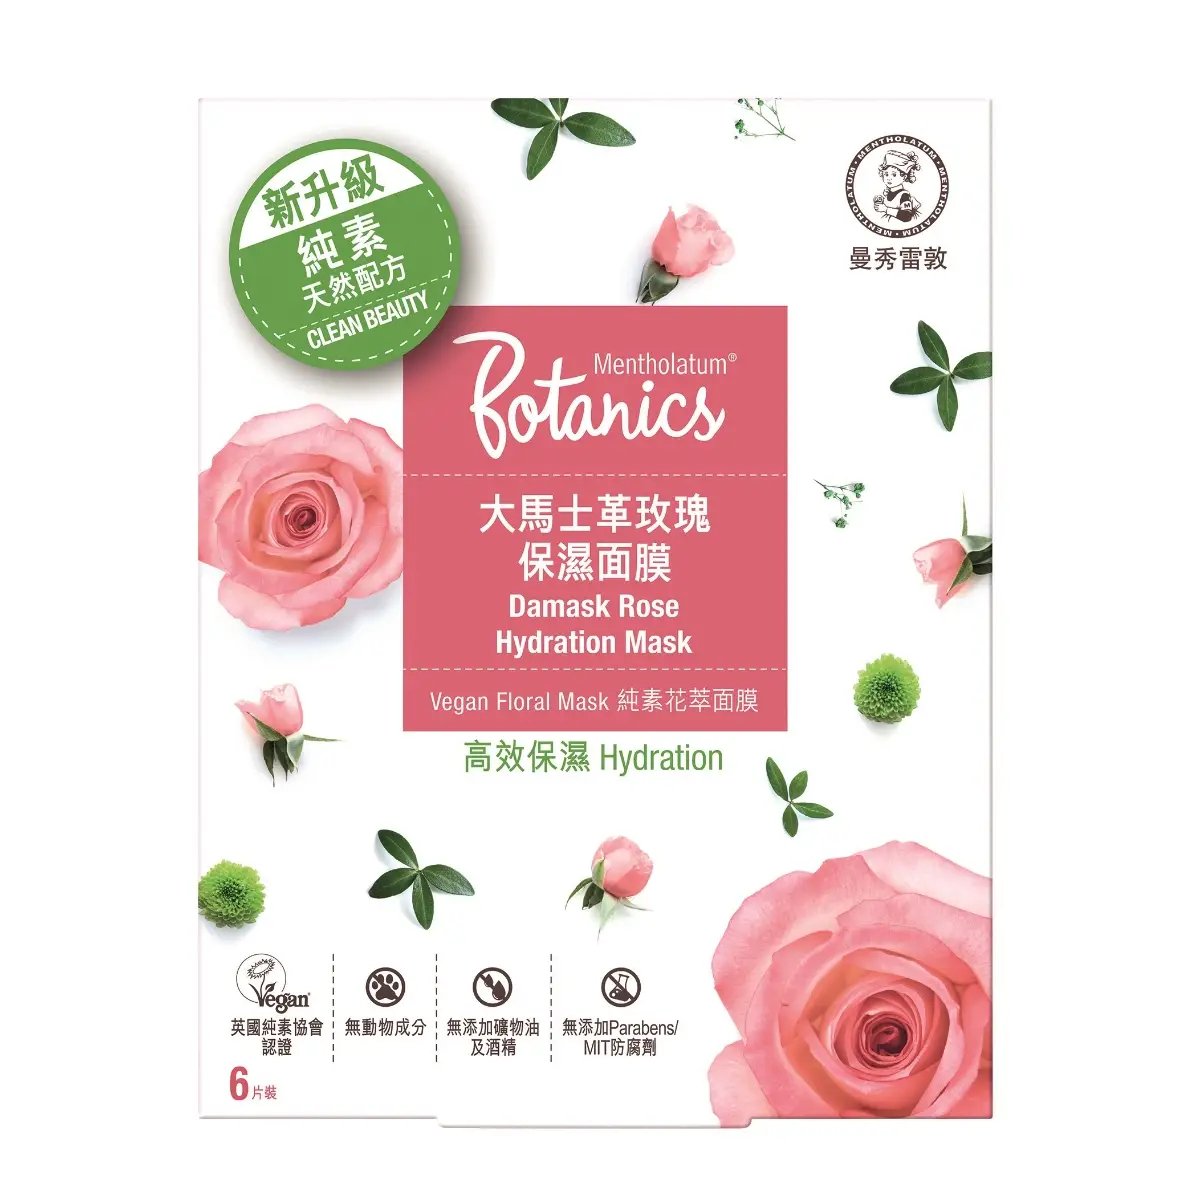 新升級
純素
天然配方
CLEAN BEAUTY
MENTHOLATUM · MENTHOLATUM · MENTHOLATUM · MENTHOLATUM
M
曼秀雷敦
Mentholatum®
Botanics
大馬士革玫瑰
保濕面膜
Damask Rose
Hydration Mask
Vegan Floral Mask 純素花萃面膜
高效保濕 Hydration
Vegan
英國純素協會
認證
無動物成分
無添加礦物油
及酒精
無添加Parabens/
MIT防腐劑
6片裝